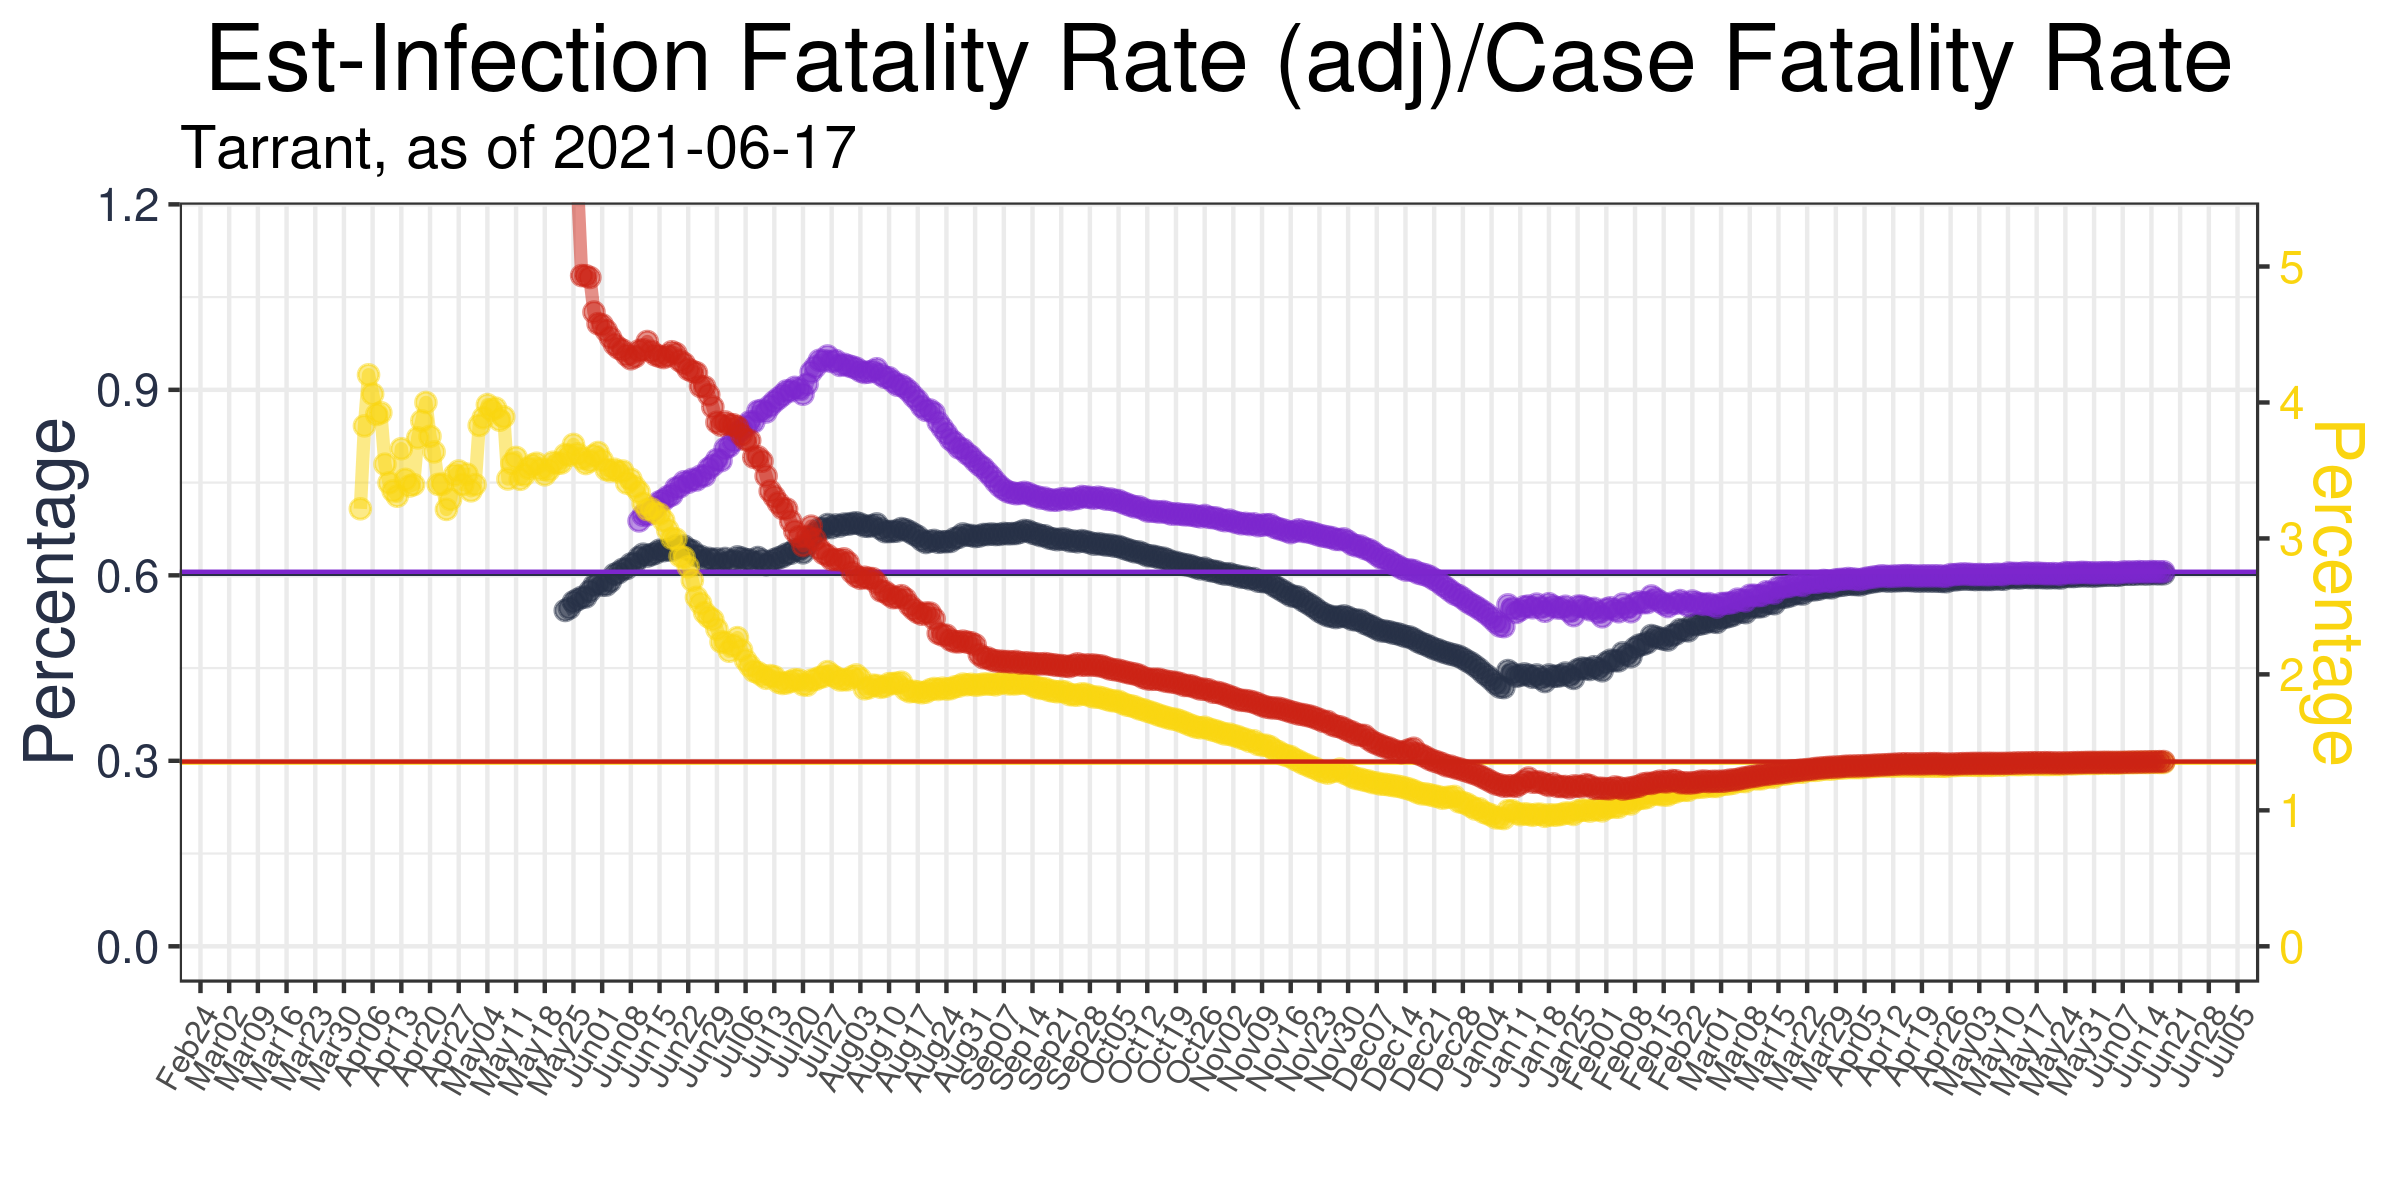 Est-Infection Fatality Rate (adj)/Case Fatality Rate
Tarrant, as of 2021-06-17
Percentage
1.2
0.9
0.6
0.3
0.0
5
4
3
2
1
0
Percentage
Feb24
Mar02
Mar09
Mar16
Mar23
Mar30
Apr06
Apr13
Apr20
Apr27
May04
May11
May18
May25
Jun01
Jun08
Jun15
Jun22
Jun29
Jul06
Jul13
Jul20
Jul27
Aug03
Aug10
Aug17
Aug24
Aug31
Sep07
Sep14
Sep21
Sep28
Oct05
Oct12
Oct19
Oct26
Nov02
Nov09
Nov16
Nov23
Nov30
Dec07
Dec14
Dec21
Dec28
Jan04
Jan11
Jan18
Jan25
Feb01
Feb08
Feb15
Feb22
Mar01
Mar08
Mar15
Mar22
Mar29
Apr05
Apr12
Apr19
Apr26
May03
May10
May17
May24
May31
Jun07
Jun14
Jun21
Jun28
Jul05